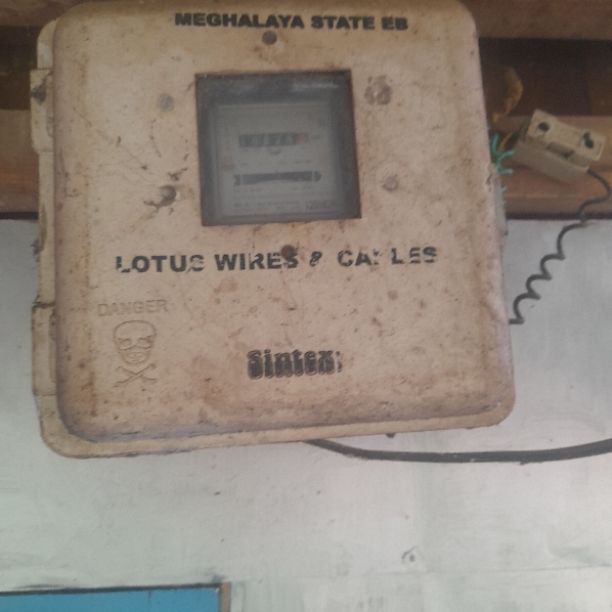 MEGHALAYA STATE EB
LOTUS WIRES & CABLES
DANGER
Sintex